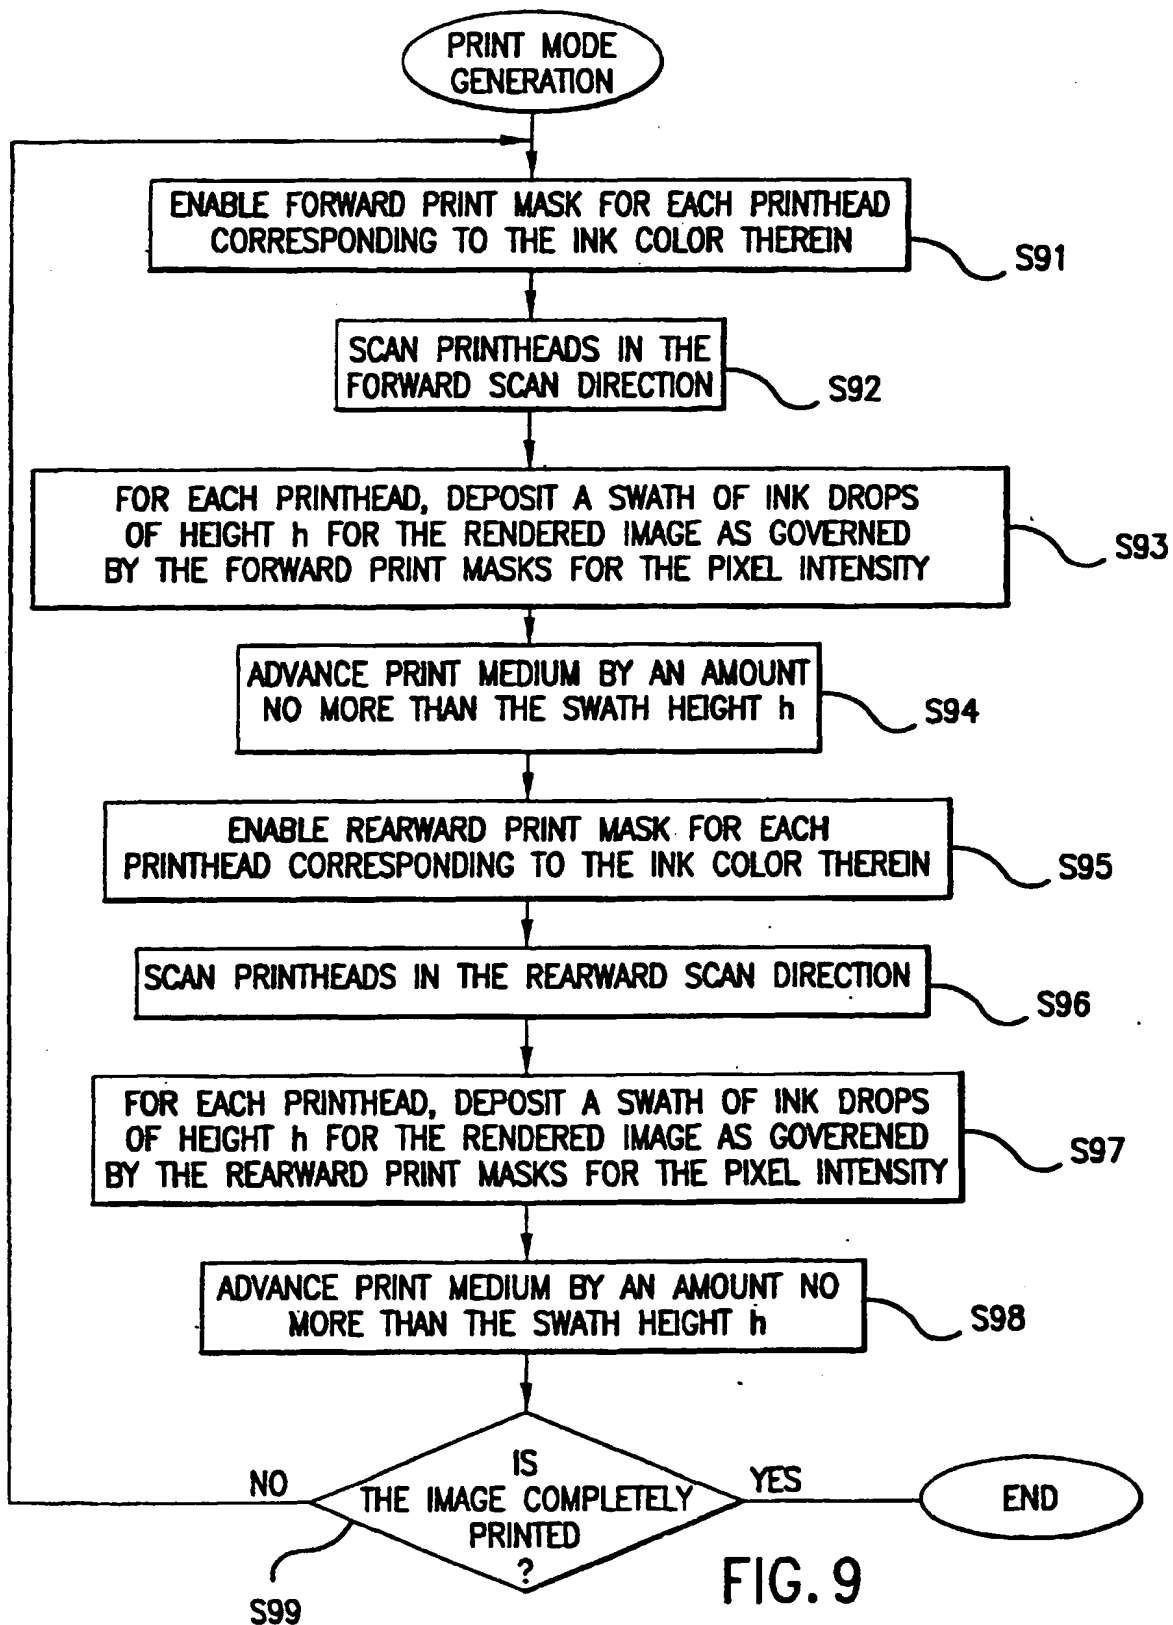 PRINT MODE
GENERATION
ENABLE FORWARD PRINT MASK FOR EACH PRINTHEAD
CORRESPONDING TO THE INK COLOR THEREIN
S91
SCAN PRINTHEADS IN THE
FORWARD SCAN DIRECTION
S92
FOR EACH PRINTHEAD, DEPOSIT A SWATH OF INK DROPS
OF HEIGHT h FOR THE RENDERED IMAGE AS GOVERNED
BY THE FORWARD PRINT MASKS FOR THE PIXEL INTENSITY
S93
ADVANCE PRINT MEDIUM BY AN AMOUNT
NO MORE THAN THE SWATH HEIGHT h
S94
ENABLE REARWARD PRINT MASK FOR EACH
PRINTHEAD CORRESPONDING TO THE INK COLOR THEREIN
S95
SCAN PRINTHEADS IN THE REARWARD SCAN DIRECTION
S96
FOR EACH PRINTHEAD, DEPOSIT A SWATH OF INK DROPS
OF HEIGHT h FOR THE RENDERED IMAGE AS GOVERENED
BY THE REARWARD PRINT MASKS FOR THE PIXEL INTENSITY
S97
ADVANCE PRINT MEDIUM BY AN AMOUNT NO
MORE THAN THE SWATH HEIGHT h
S98
NO
IS
THE IMAGE COMPLETELY
PRINTED
?
YES
END
S99
FIG. 9